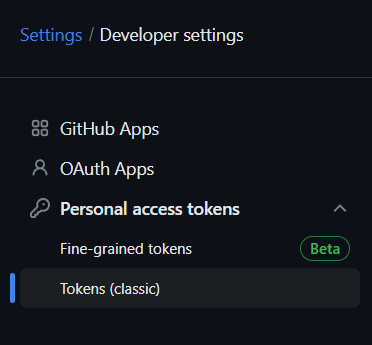 Settings / Developer settings
GitHub Apps
OAuth Apps
Personal access tokens
Fine-grained tokens Beta
Tokens (classic)